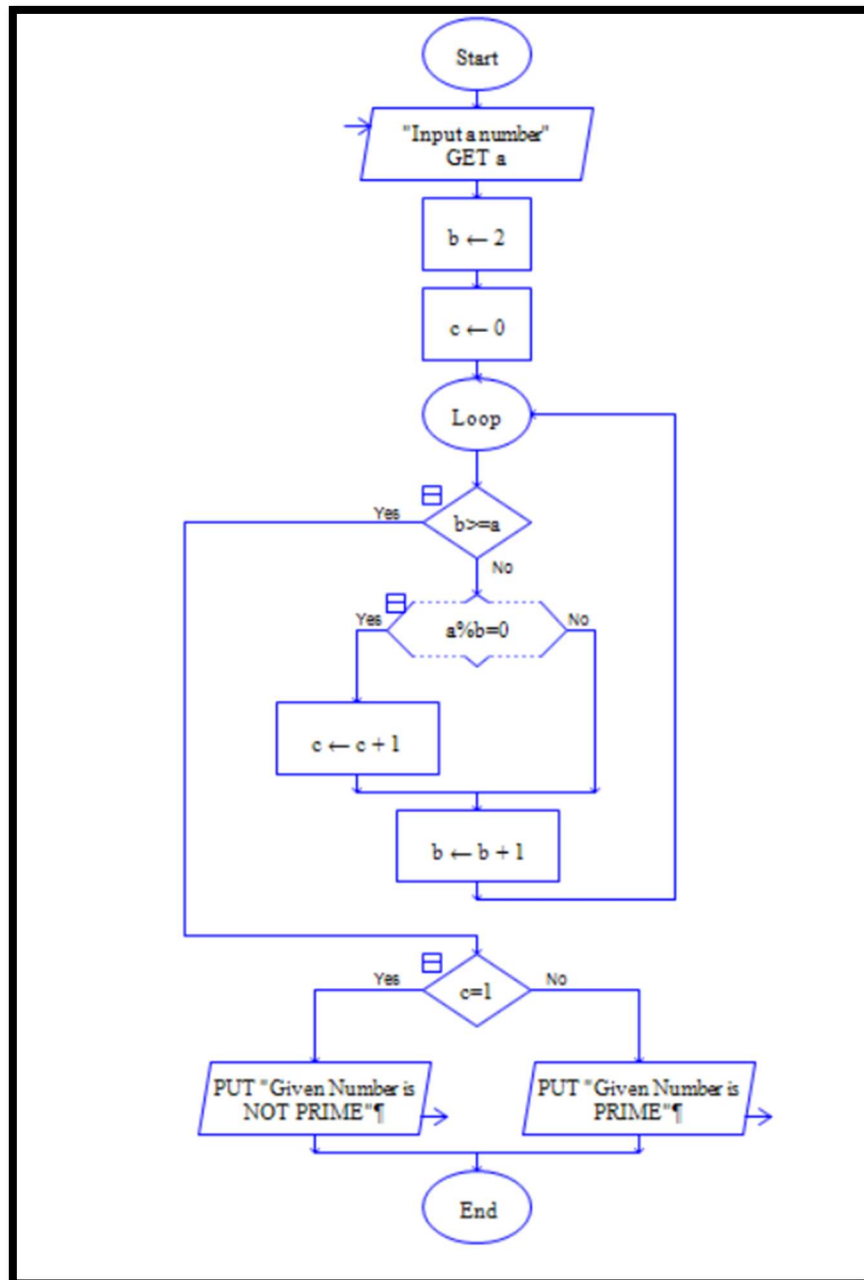 Start
"Input a number"
GET a
b ← 2
c ← 0
Loop
Yes
b>=a
No
Yes
a%b=0
No
c ← c + 1
b ← b + 1
Yes
c=1
No
PUT "Given Number is
NOT PRIME"¶
PUT "Given Number is
PRIME"¶
End